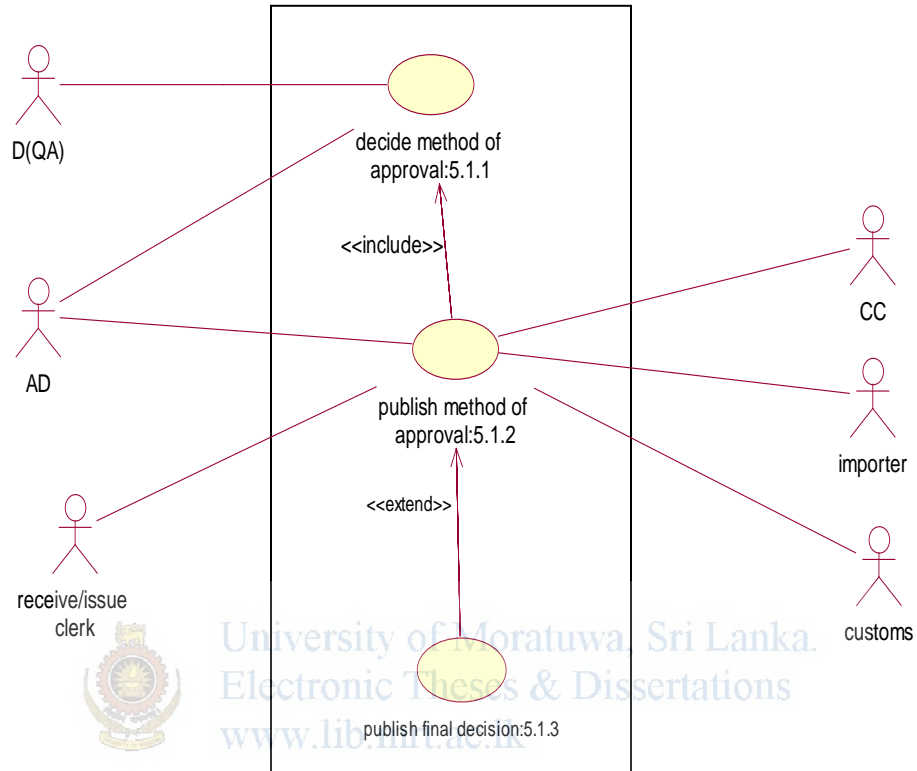 D(QA)
decide method of
approval:5.1.1
<<include>>
CC
AD
publish method of
approval:5.1.2
importer
<<extend>>
receive/issue
clerk
customs
University of Moratuwa, Sri Lanka.
Electronic Theses & Dissertations
publish final decision:5.1.3
www.lib.mrt.ac.lk